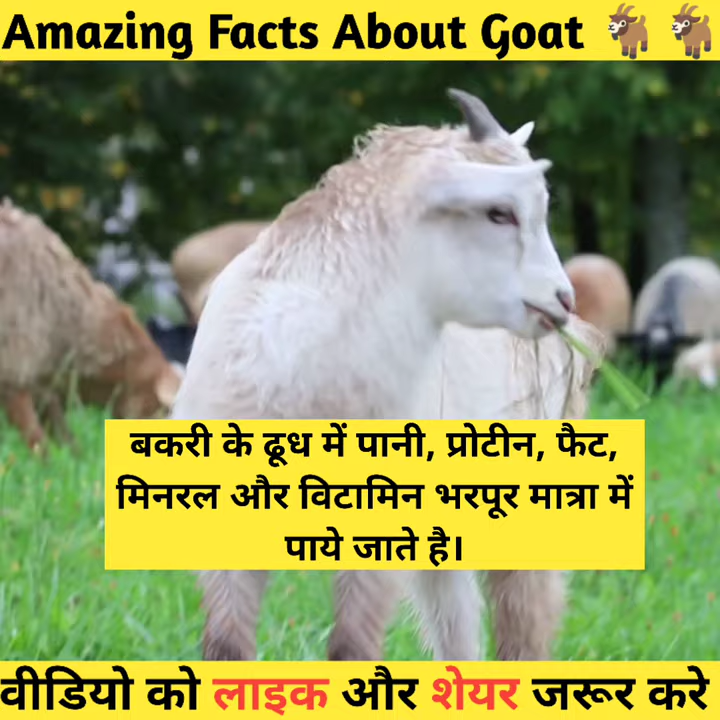 Amazing Facts About Goat 🐐 🐐
बकरी के ढूध में पानी, प्रोटीन, फैट,
मिनरल और विटामिन भरपूर मात्रा में
पाये जाते है।
वीडियो को लाइक और शेयर जरूर करे